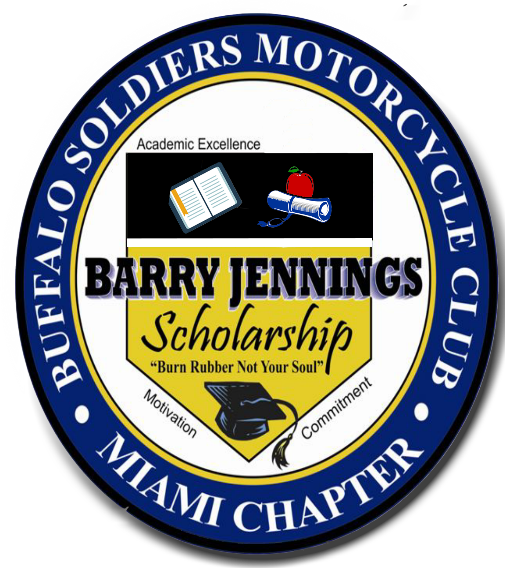 BUFFALO SOLDIERS MOTORCYCLE CLUB
Academic Excellence
BARRY JENNINGS
Scholarship
“Burn Rubber Not Your Soul”
Motivation
Commitment
• MIAMI CHAPTER •